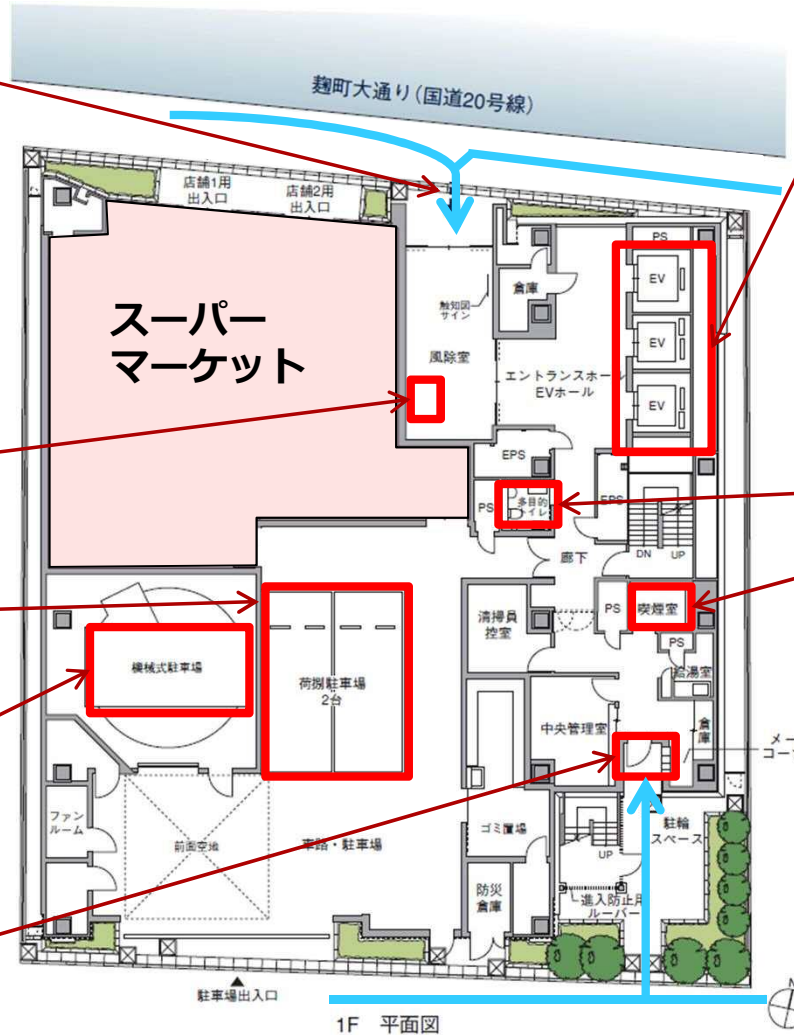 麹町大通り(国道20号線)
店舗1用
出入口
店舗2用
出入口
PS
EV
EV
EV
倉庫
触知図
サイン
風除室
エントランスホール
EVホール
スーパー
マーケット
EPS
EPS
PS
多目的
トイレ
DN
UP
廊下
PS
喫煙室
PS
給湯室
清掃員
控室
機械式駐車場
荷捌駐車場
2台
中央管理室
倉庫
メー
コー
ファン
ルーム
前面空地
車路・駐車場
ゴミ置場
UP
駐輪
スペース
防災
倉庫
進入防止用
ルーバー
駐車場出入口
N
1F 平面図